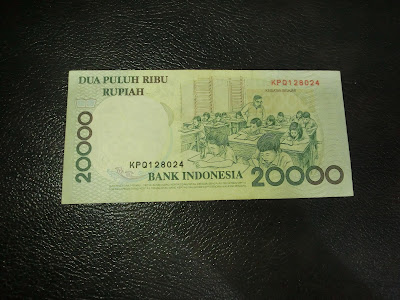 DUA PULUH RIBU
RUPIAH
KPQ128024
20000
KPQ128024
BANK INDONESIA
20000